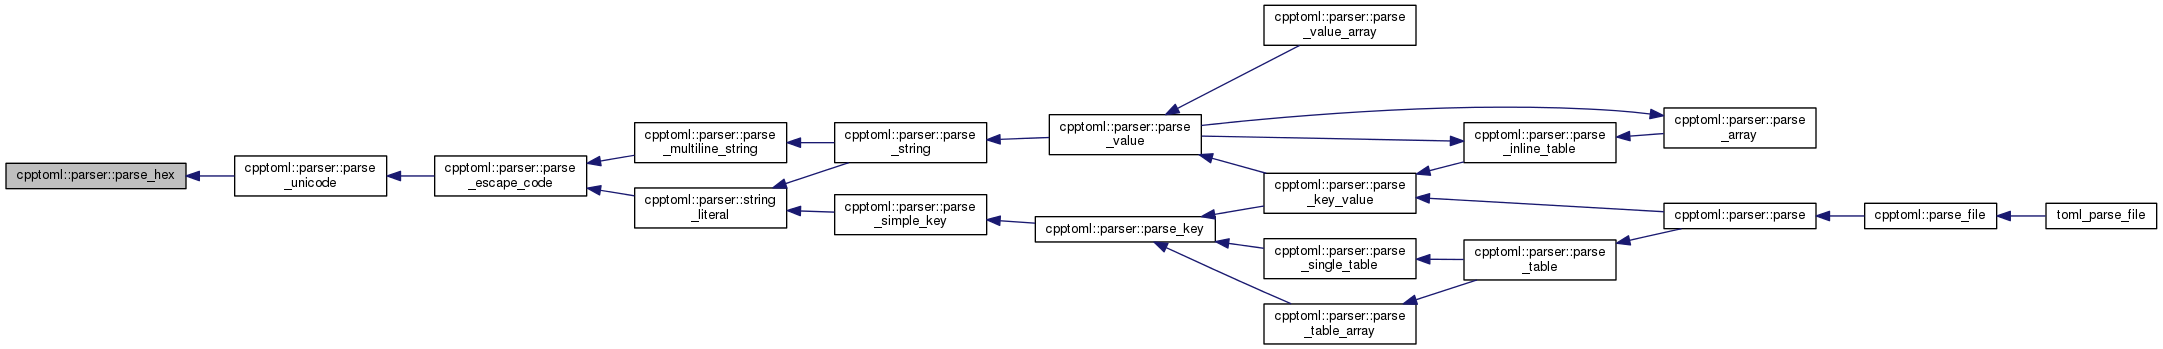 cpptoml::parser::parse_hex
cpptoml::parser::parse
_unicode
cpptoml::parser::parse
_escape_code
cpptoml::parser::parse
_multiline_string
cpptoml::parser::string
_literal
cpptoml::parser::parse
_string
cpptoml::parser::parse
_simple_key
cpptoml::parser::parse
_value
cpptoml::parser::parse_key
cpptoml::parser::parse
_value_array
cpptoml::parser::parse
_key_value
cpptoml::parser::parse
_single_table
cpptoml::parser::parse
_table_array
cpptoml::parser::parse
_inline_table
cpptoml::parser::parse
_table
cpptoml::parser::parse
_array
cpptoml::parser::parse
cpptoml::parse_file
toml_parse_file